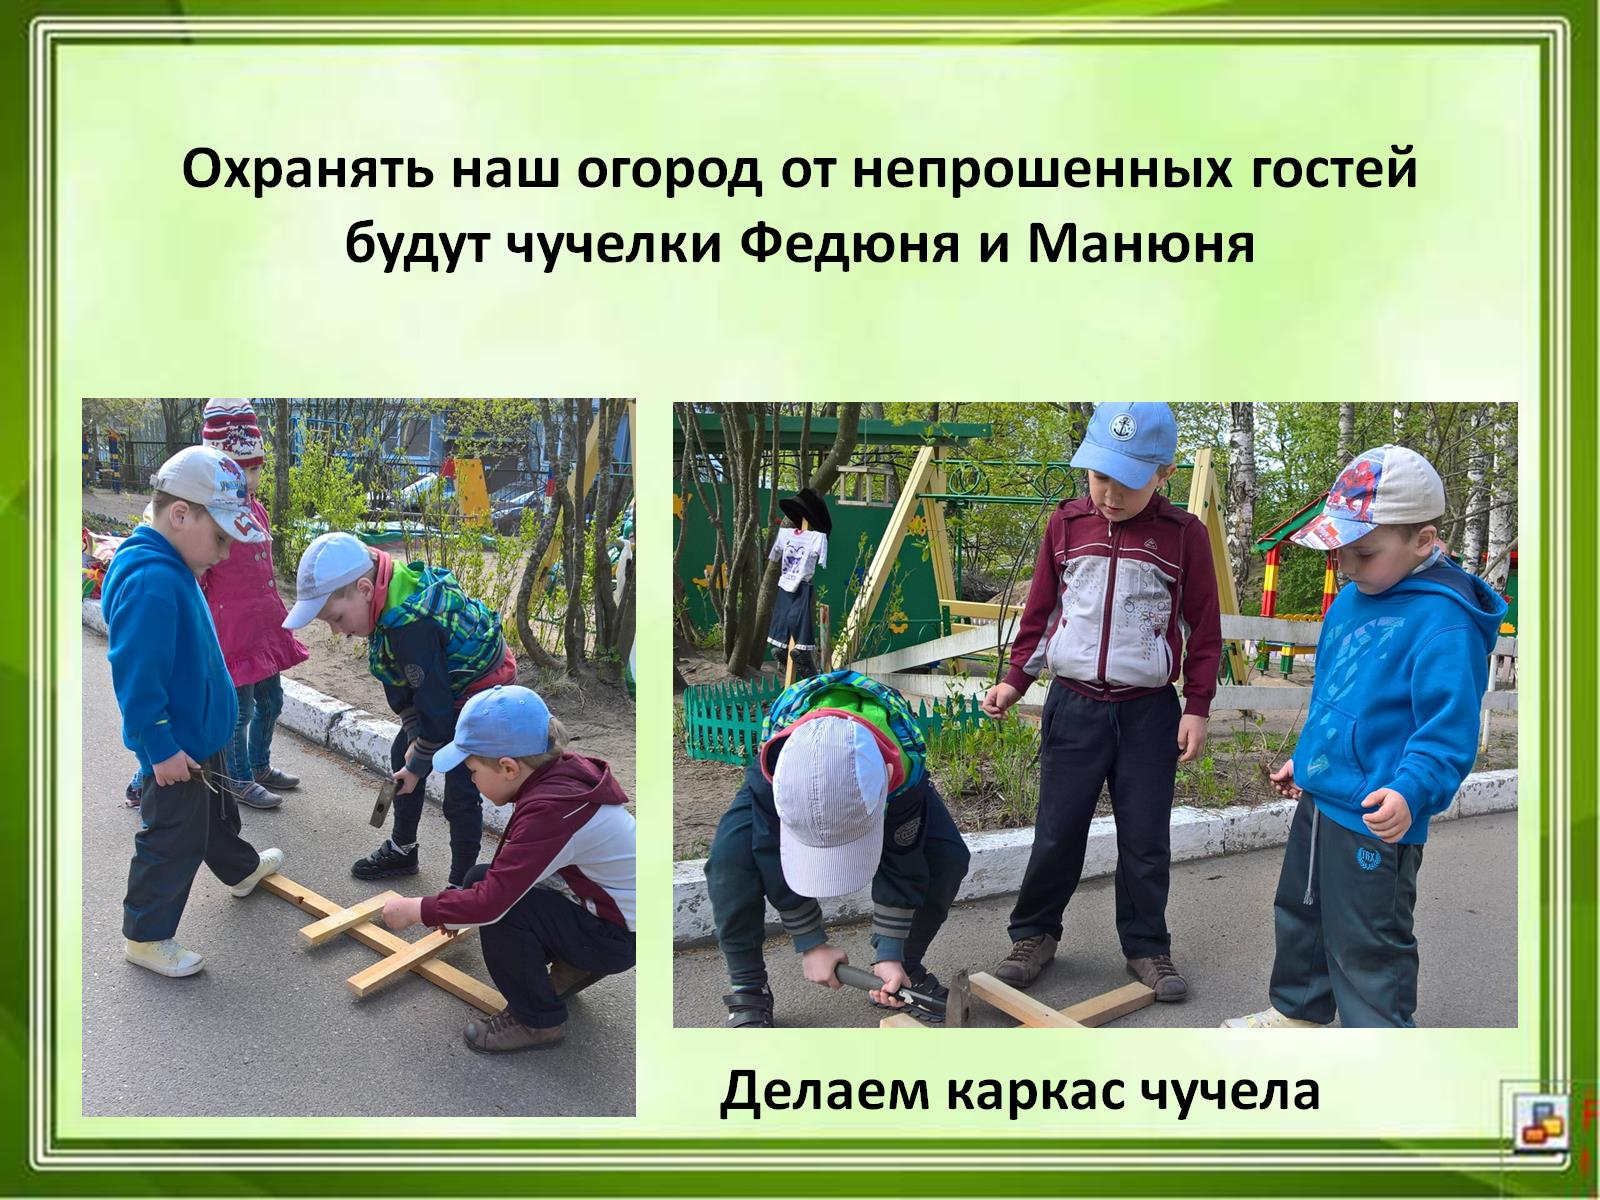 Охранять наш огород от непрошенных гостей
будут чучелки Федюня и Манюня
Делаем каркас чучела